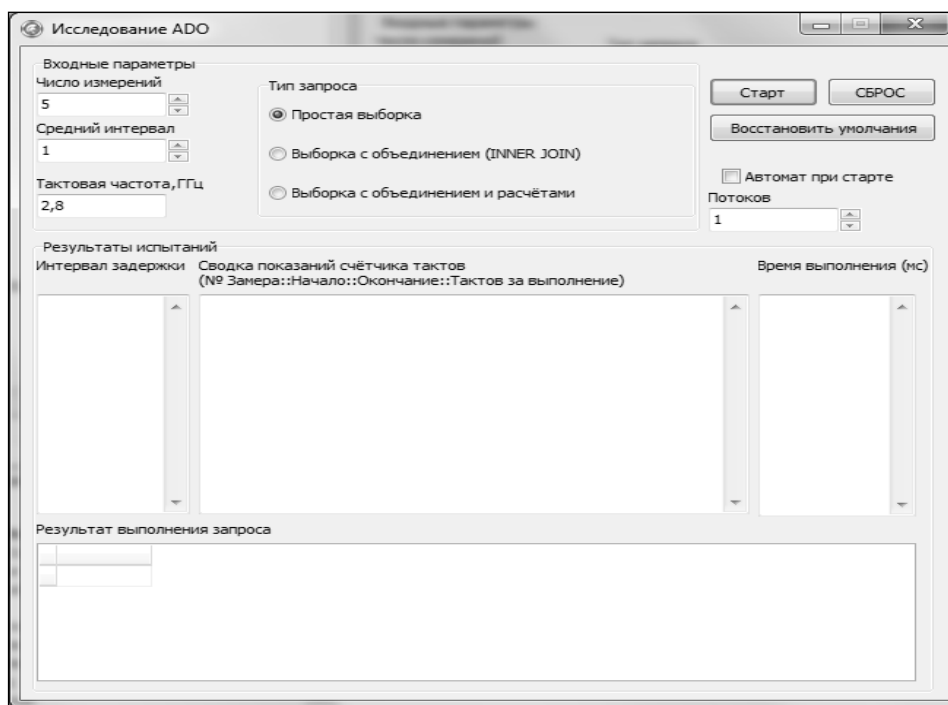 Исследование ADO
Входные параметры
Число измерений
5
Средний интервал
1
Тактовая частота,ГГц
2,8
Тип запроса
Простая выборка
Выборка с объединением (INNER JOIN)
Выборка с объединением и расчётами
Старт
СБРОС
Восстановить умолчания
Автомат при старте
Потоков
1
Результаты испытаний
Интервал задержки
Сводка показаний счётчика тактов
(№ Замера::Начало::Окончание::Тактов за выполнение)
Время выполнения (мс)
Результат выполнения запроса